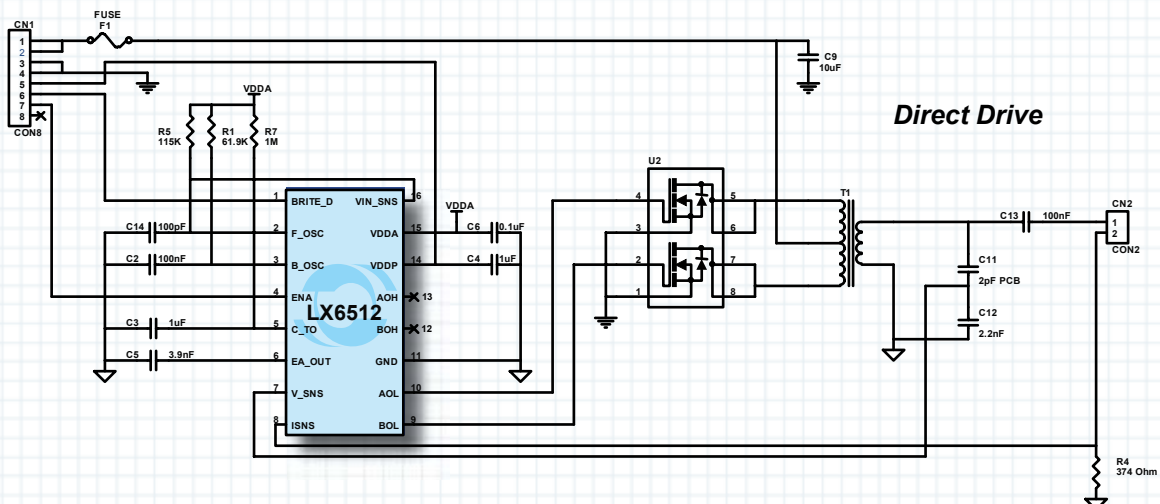 CN1
FUSE
F1
1
2
3
4
5
6
7
8
CON8
C9
10uF
Direct Drive
VDDA
R5
115K
R1
61.9K
R7
1M
1
BRITE_D
VIN_SNS
16
C14
100pF
2
F_OSC
VDDA
15
VDDA
C6
0.1uF
C2
100nF
3
B_OSC
VDDP
14
C4
1uF
4
ENA
AOH
13
LX6512
C3
1uF
5
C_TO
BOH
12
C5
3.9nF
6
EA_OUT
GND
11
7
V_SNS
AOL
10
8
ISNS
BOL
9
U2
4
5
3
6
2
7
1
8
T1
C13
100nF
CN2
1
2
CON2
C11
2pF PCB
C12
2.2nF
R4
374 Ohm